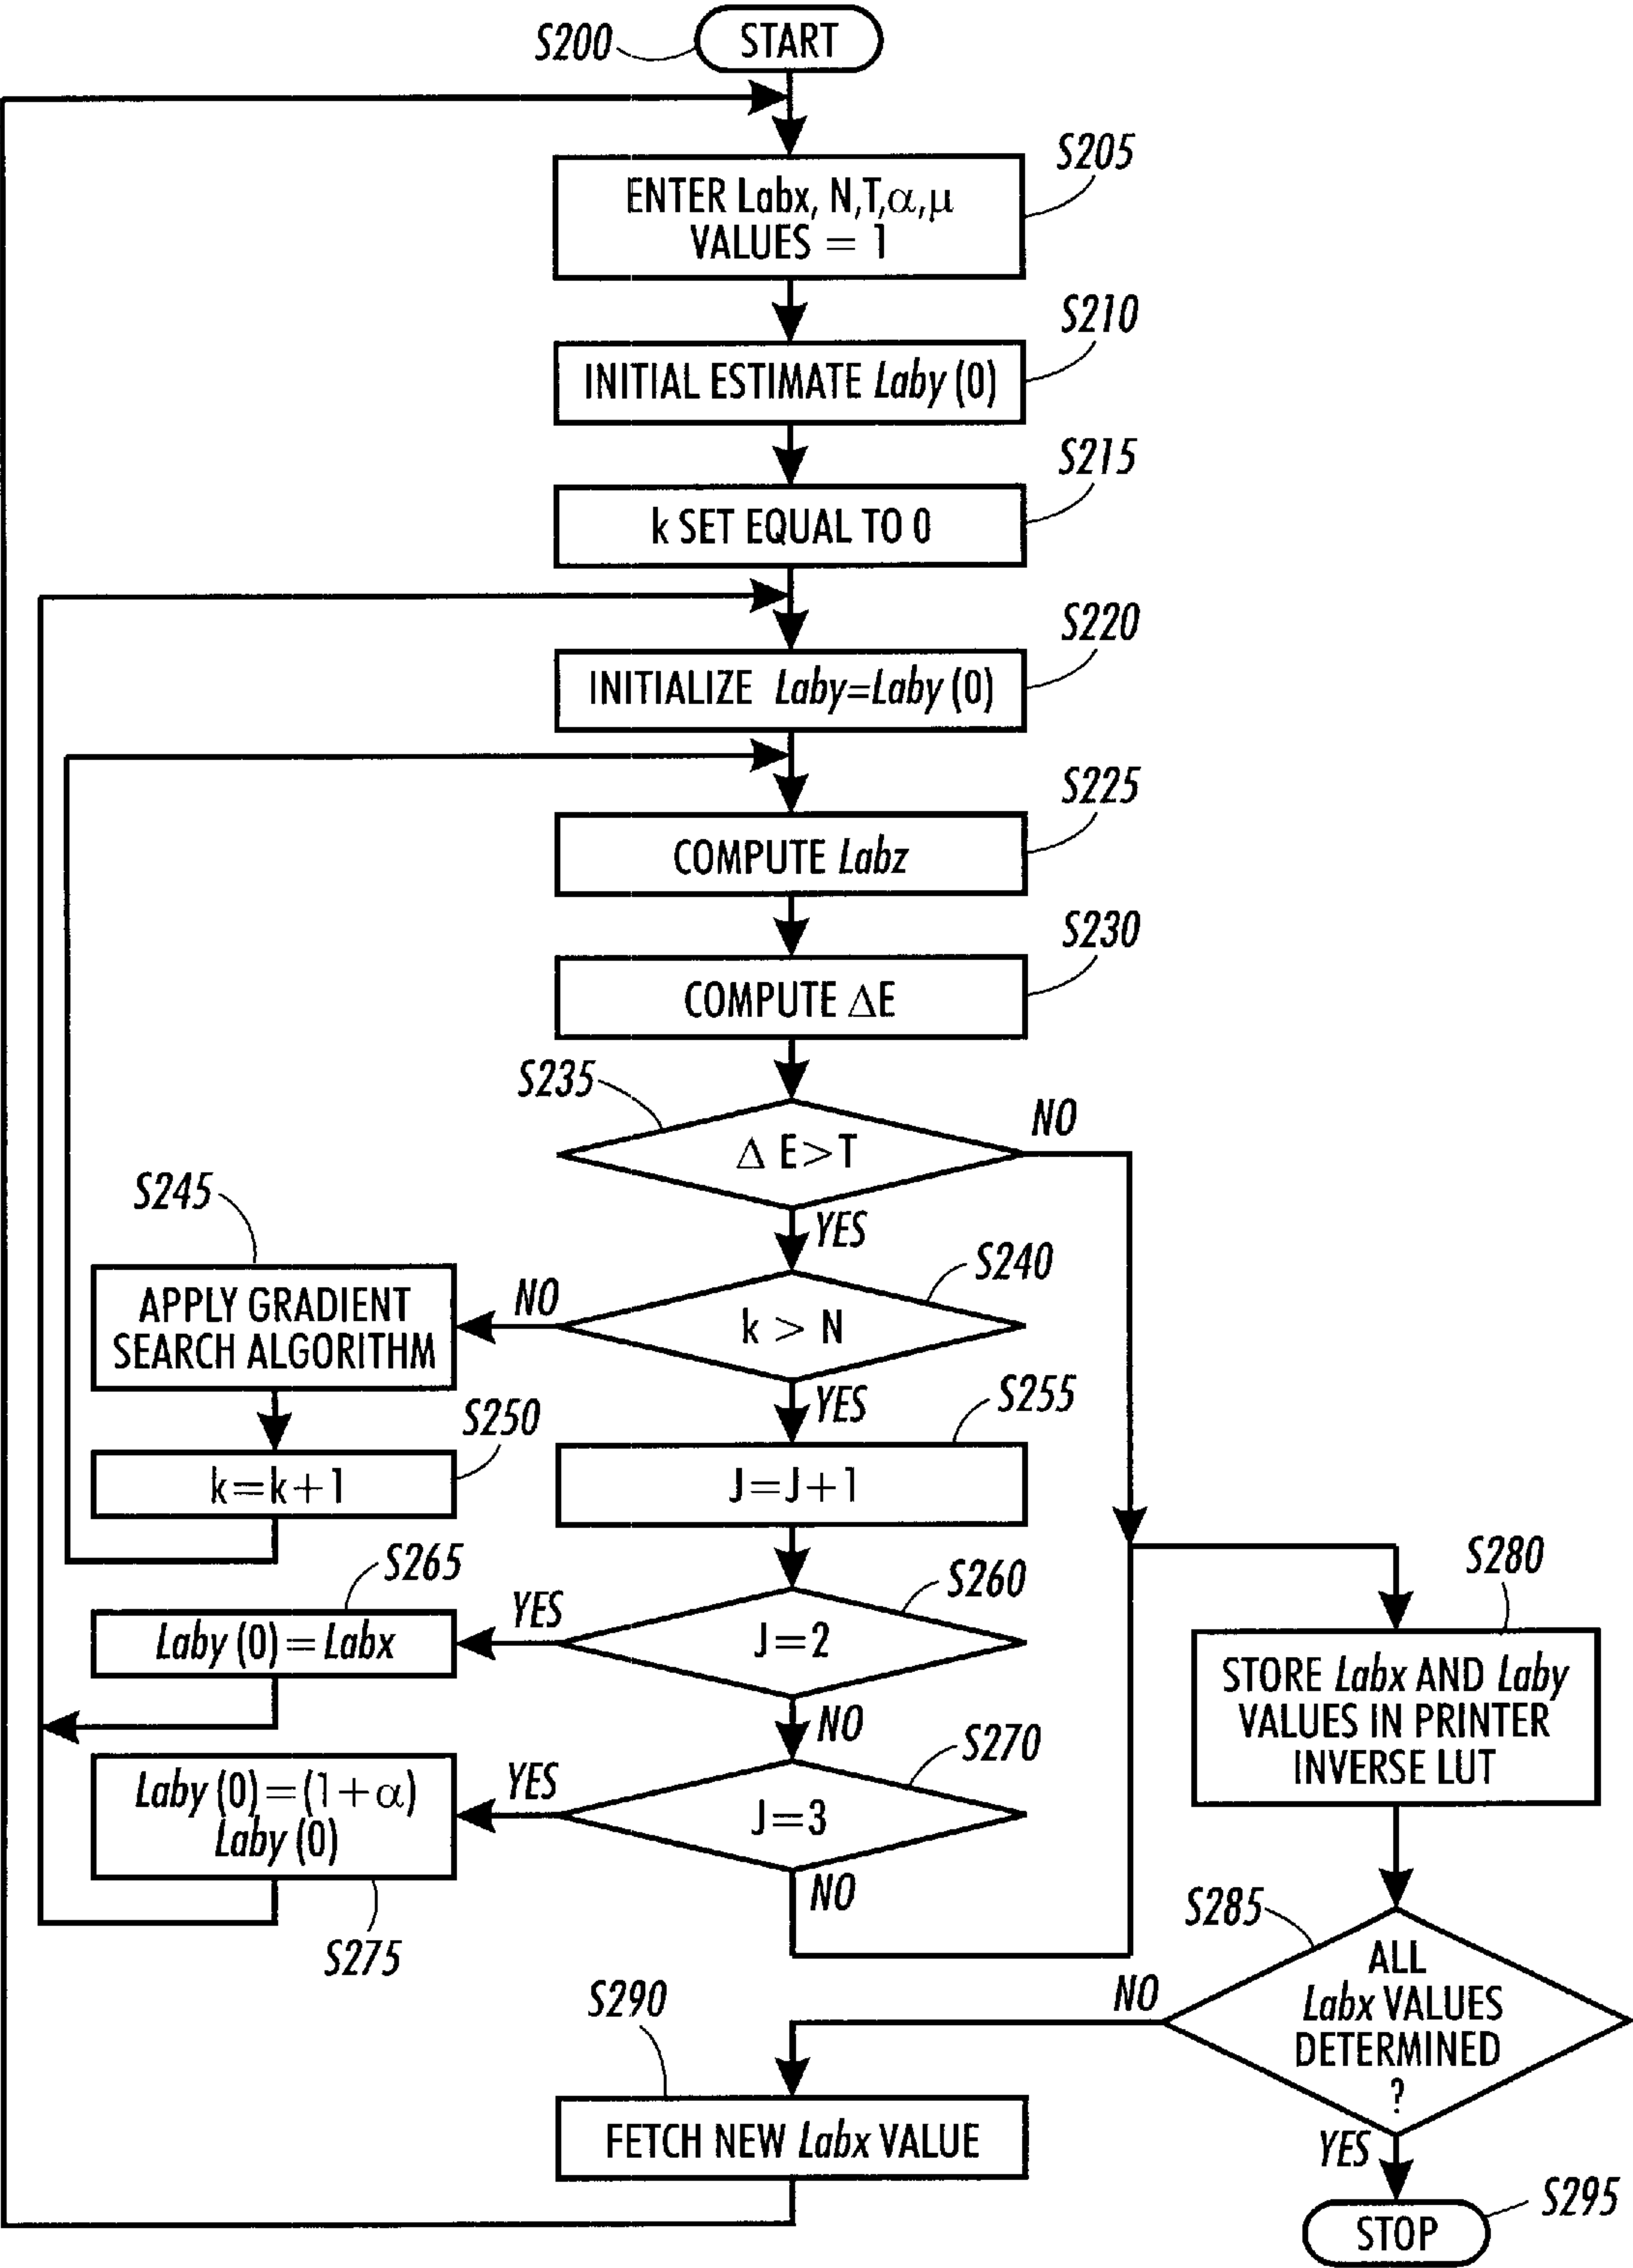 S200
START
S205
ENTER Labx, N,T,α,μ
VALUES = 1
S210
INITIAL ESTIMATE Laby (0)
S215
k SET EQUAL TO 0
S220
INITIALIZE Laby=Laby (0)
S225
COMPUTE Labz
S230
COMPUTE ΔE
S235
Δ E>T
NO
YES
S245
APPLY GRADIENT
SEARCH ALGORITHM
S240
k > N
NO
YES
S250
k=k+1
S255
J=J+1
S265
Laby (0)=Labx
S260
J=2
YES
NO
S275
Laby (0)=(1+α)
Laby (0)
S270
J=3
YES
NO
S280
STORE Labx AND Laby
VALUES IN PRINTER
INVERSE LUT
S285
ALL
Labx VALUES
DETERMINED
?
NO
YES
S290
FETCH NEW Labx VALUE
S295
STOP